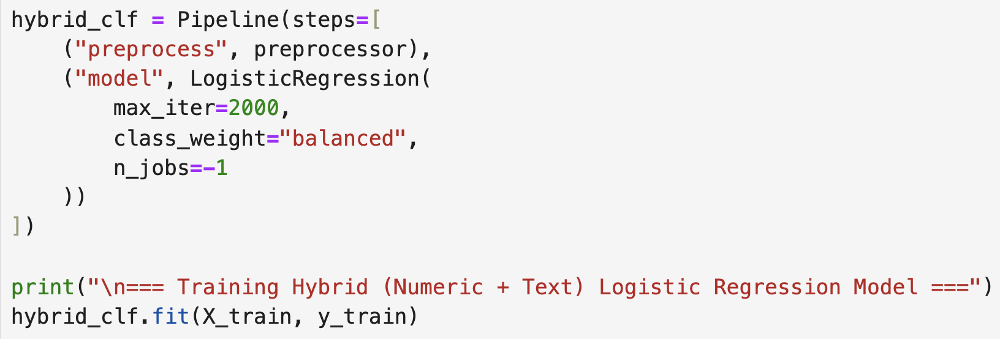 hybrid_clf = Pipeline(steps=[
    ("preprocess", preprocessor),
    ("model", LogisticRegression(
        max_iter=2000,
        class_weight="balanced",
        n_jobs=-1
    ))
])

print("\n=== Training Hybrid (Numeric + Text) Logistic Regression Model ===")
hybrid_clf.fit(X_train, y_train)